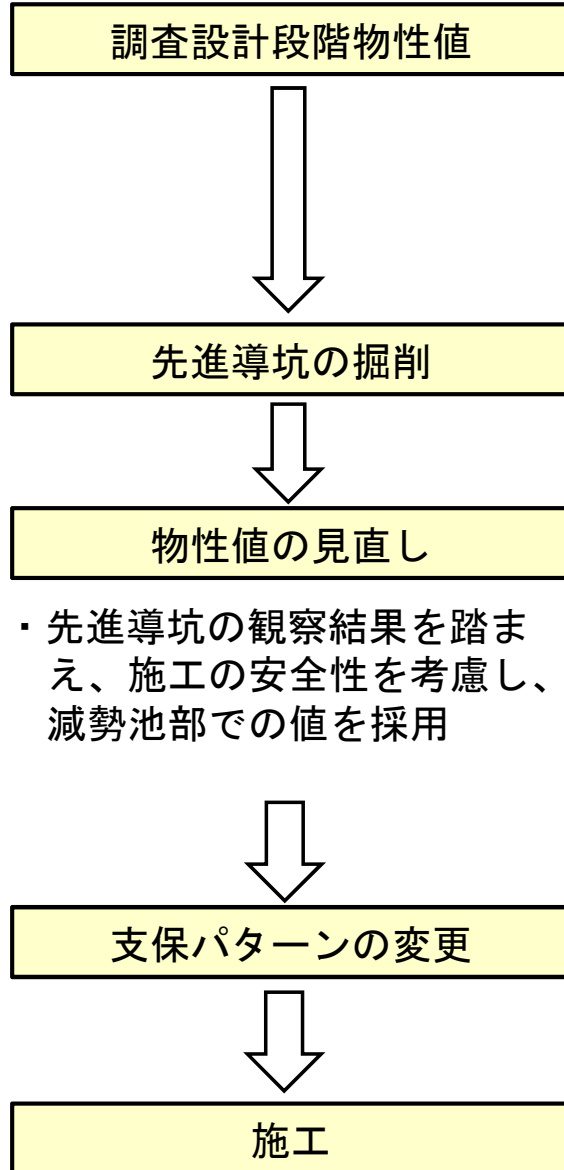 調査設計段階物性値
先進導坑の掘削
物性値の見直し
・先進導坑の観察結果を踏ま
え、施工の安全性を考慮し、
減勢池部での値を採用
支保パターンの変更
施工